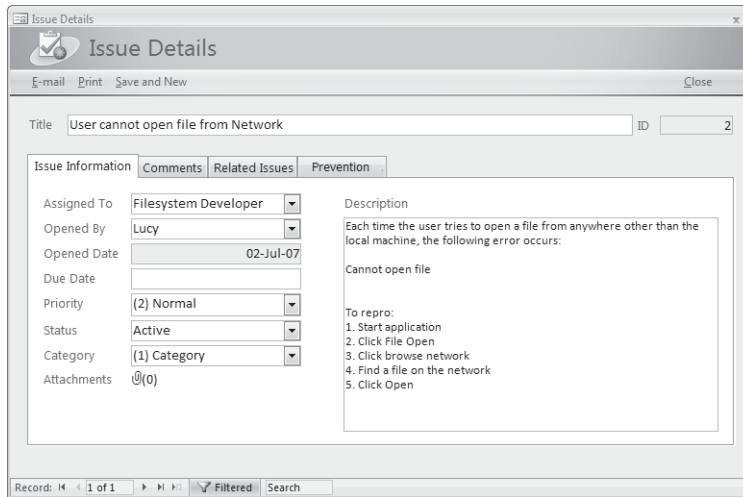 Issue Details x
Issue Details
E-mail Print Save and New Close
Title User cannot open file from Network ID 2
Issue Information Comments Related Issues Prevention
Assigned To Filesystem Developer
Opened By Lucy
Opened Date 02-Jul-07
Due Date
Priority (2) Normal
Status Active
Category (1) Category
Attachments (0)
Description
Each time the user tries to open a file from anywhere other than the
local machine, the following error occurs:
Cannot open file
To repro:
1. Start application
2. Click File Open
3. Click browse network
4. Find a file on the network
5. Click Open
Record: 1 of 1 Filtered Search